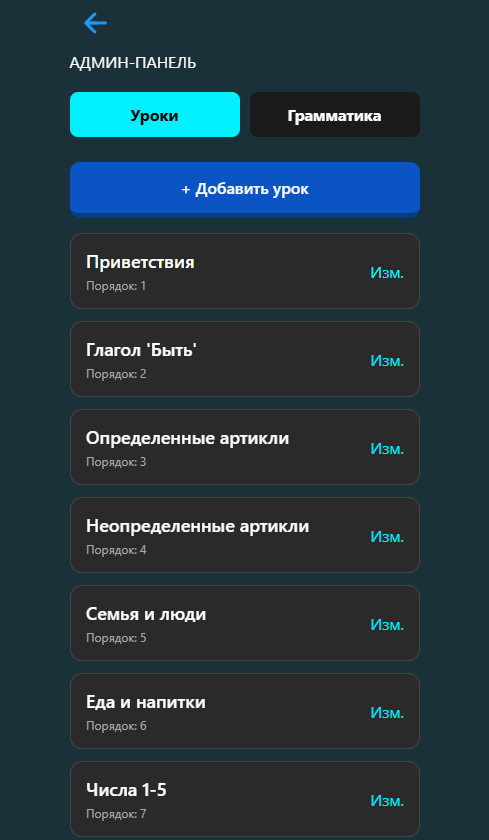 АДМИН-ПАНЕЛЬ
Уроки
Грамматика
+ Добавить урок
Приветствия
Порядок: 1
Изм.
Глагол 'Быть'
Порядок: 2
Изм.
Определенные артикли
Порядок: 3
Изм.
Неопределенные артикли
Порядок: 4
Изм.
Семья и люди
Порядок: 5
Изм.
Еда и напитки
Порядок: 6
Изм.
Числа 1-5
Порядок: 7
Изм.